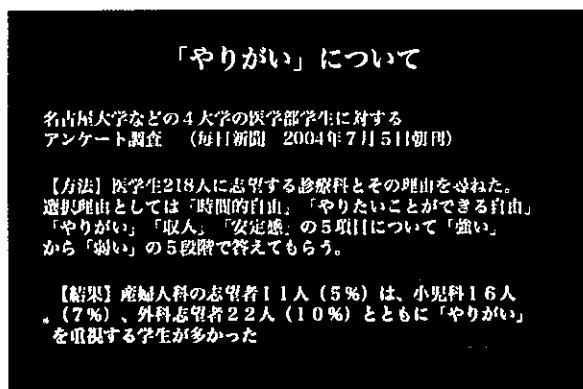 「やりがい」について
名古屋大学などの4大学の医学部学生に対する
アンケート調査 (毎日新聞 2004年7月5日朝刊)
【方法】医学生218人に志望する診療科とその理由を尋ねた。
選択理由としては「時間的自由」「やりたいことができる自由」
「やりがい」「収入」「安定感」の5項目について「強い」
から「弱い」の5段階で答えてもらう。
【結果】産婦人科の志望者11人(5%)は、小児科16人
(7%)、外科志望者22人(10%)とともに「やりがい」
を重視する学生が多かった